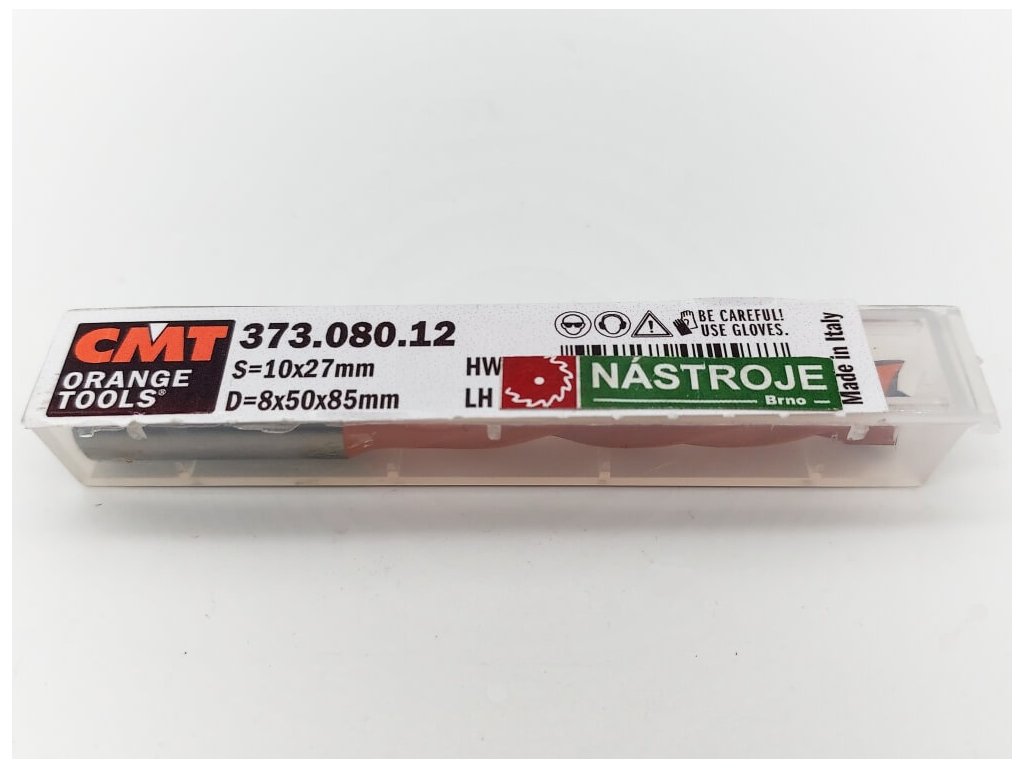 CMT
ORANGE
TOOLS®
373.080.12
S=10x27mm
D=8x50x85mm
HW
LH
BE CAREFUL!
USE GLOVES.
NÁSTROJE
Brno
Made in Italy